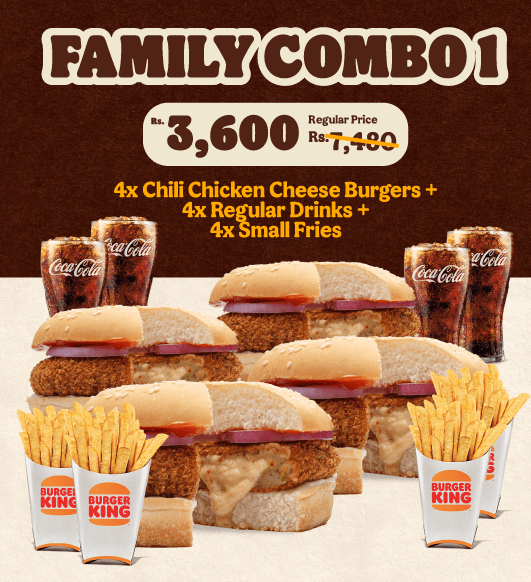 FAMILY COMBO 1
Rs. 3,600
Regular Price
Rs. 7,480
4x Chili Chicken Cheese Burgers +
4x Regular Drinks +
4x Small Fries
Coca-Cola
Coca-Cola
Coca-Cola
Coca-Cola
BURGER
KING
BURGER
KING
BURGER
KING